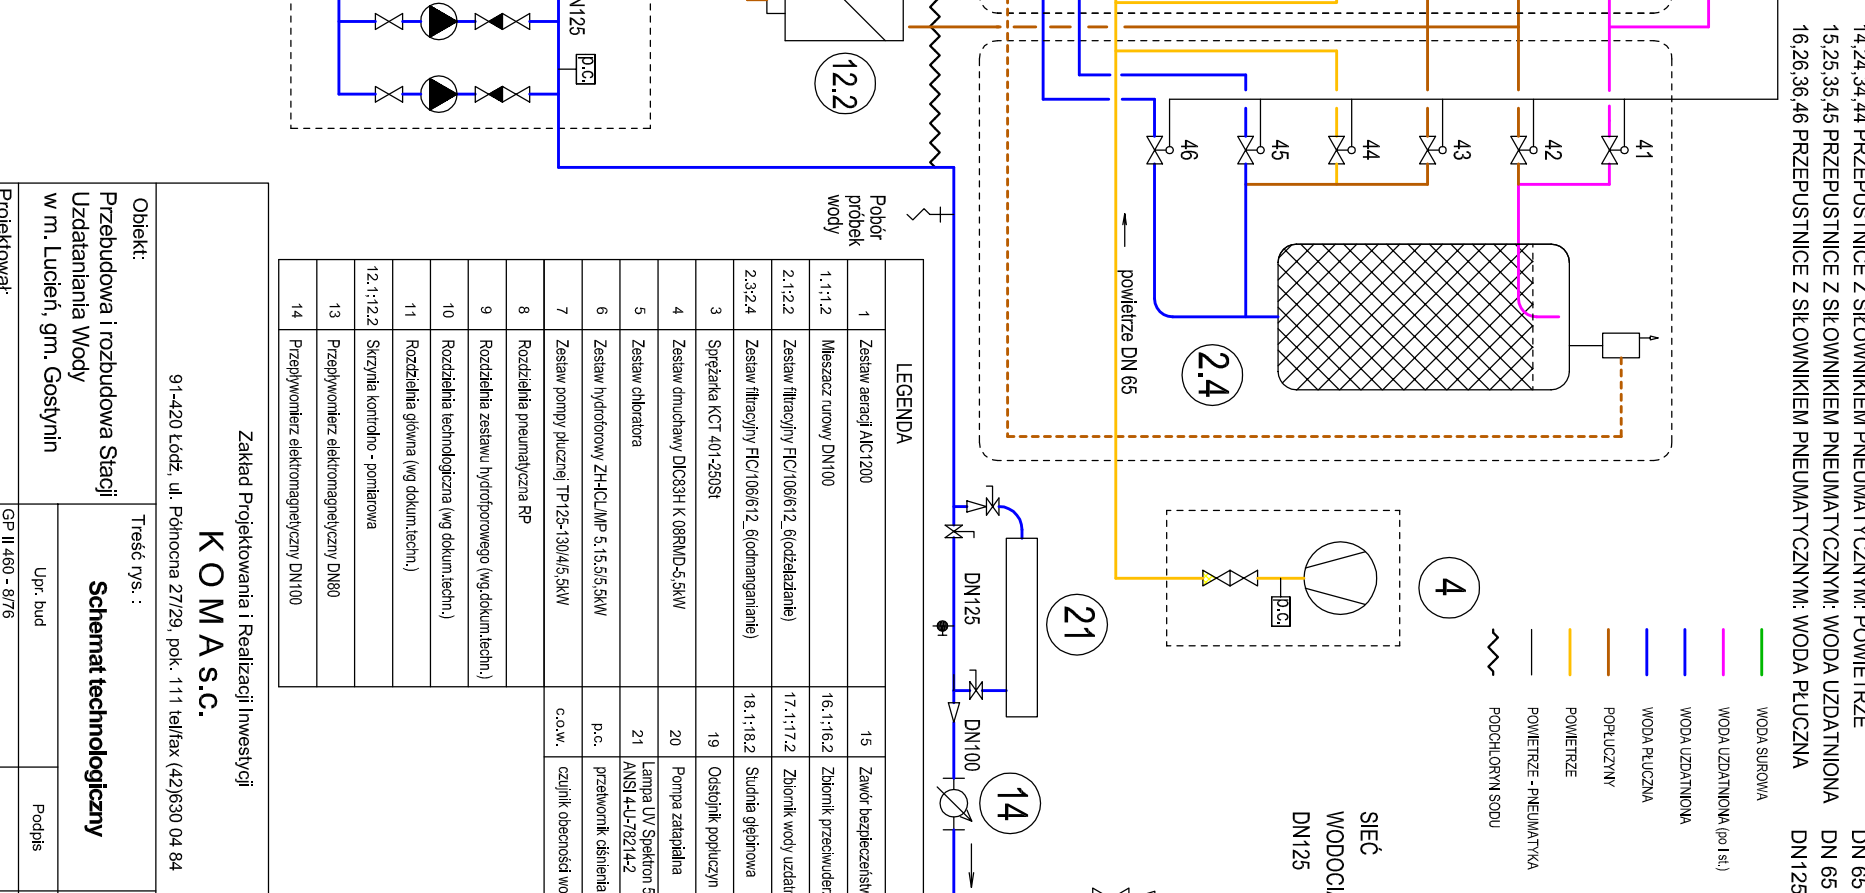 14,24,34,44 PRZEPUSTNICE Z SIŁOWNIKIEM PNEUMATYCZNYM: POWIETRZE DN 65
15,25,35,45 PRZEPUSTNICE Z SIŁOWNIKIEM PNEUMATYCZNYM: WODA UZDATNIONA DN 65
16,26,36,46 PRZEPUSTNICE Z SIŁOWNIKIEM PNEUMATYCZNYM: WODA PŁUCZNA DN125
WODA SUROWA
WODA UZDATNIONA (po I st.)
WODA UZDATNIONA
WODA PŁUCZNA
POPŁUCZYNY
POWIETRZE
POWIETRZE - PNEUMATYKA
PODCHLORYN SODU
41
42
43
44
45
46
2.4
powietrze DN 65
4
p.c.
SIEĆ
DN125
12.2
p.c.
DN125
Pobór
próbek
wody
21
DN125
DN100
14
LEGENDA
1 Zestaw aeracji AIC1200
1.1;1.2 Mieszacz rurowy DN100
2.1;2.2 Zestaw filtracyjny FIC/106/612_6(odżelazianie)
2.3;2.4 Zestaw filtracyjny FIC/106/612_6(odmanganianie)
3 Sprężarka KCT 401-250St
4 Zestaw dmuchawy DIC83H K 08RMD-5,5kW
5 Zestaw chloratora
6 Zestaw hydroforowy ZH-ICL/MP 5.15.5/5,5kW
7 Zestaw pompy płucznej TP125-130/4/5,5kW
8 Rozdzielnia pneumatyczna RP
9 Rozdzielnia zestawu hydroforowego (wg.dokum.techn.)
10 Rozdzielnia technologiczna (wg dokum.techn.)
11 Rozdzielnia główna (wg dokum.techn.)
12.1;12.2 Skrzynia kontrolno - pomiarowa
13 Przepływomierz elektromagnetyczny DN80
14 Przepływomierz elektromagnetyczny DN100
15 Zawór bezpieczeńst
16.1;16.2 Zbiornik przeciwuder
17.1;17.2 Zbiornik wody uzdat
18.1;18.2 Studnia głębinowa
19 Odstojnik popłuczyn
20 Pompa zatapialna
21 Lampa UV Spektron
ANSI 4-U-78214-2
p.c. przetwornik ciśnienia
c.o.w. czujnik obecności
Zakład Projektowania i Realizacji Inwestycji
K O M A s.c.
91-420 Łódź, ul. Północna 27/29, pok. 111 tel/fax (42)630 04 84
Obiekt:
Przebudowa i rozbudowa Stacji
Uzdataniania Wody
w m. Lucień, gm. Gostynin
Treść rys. :
Schemat technologiczny
Projektował:
Upr. bud
Podpis
GP II 460 - 8/76